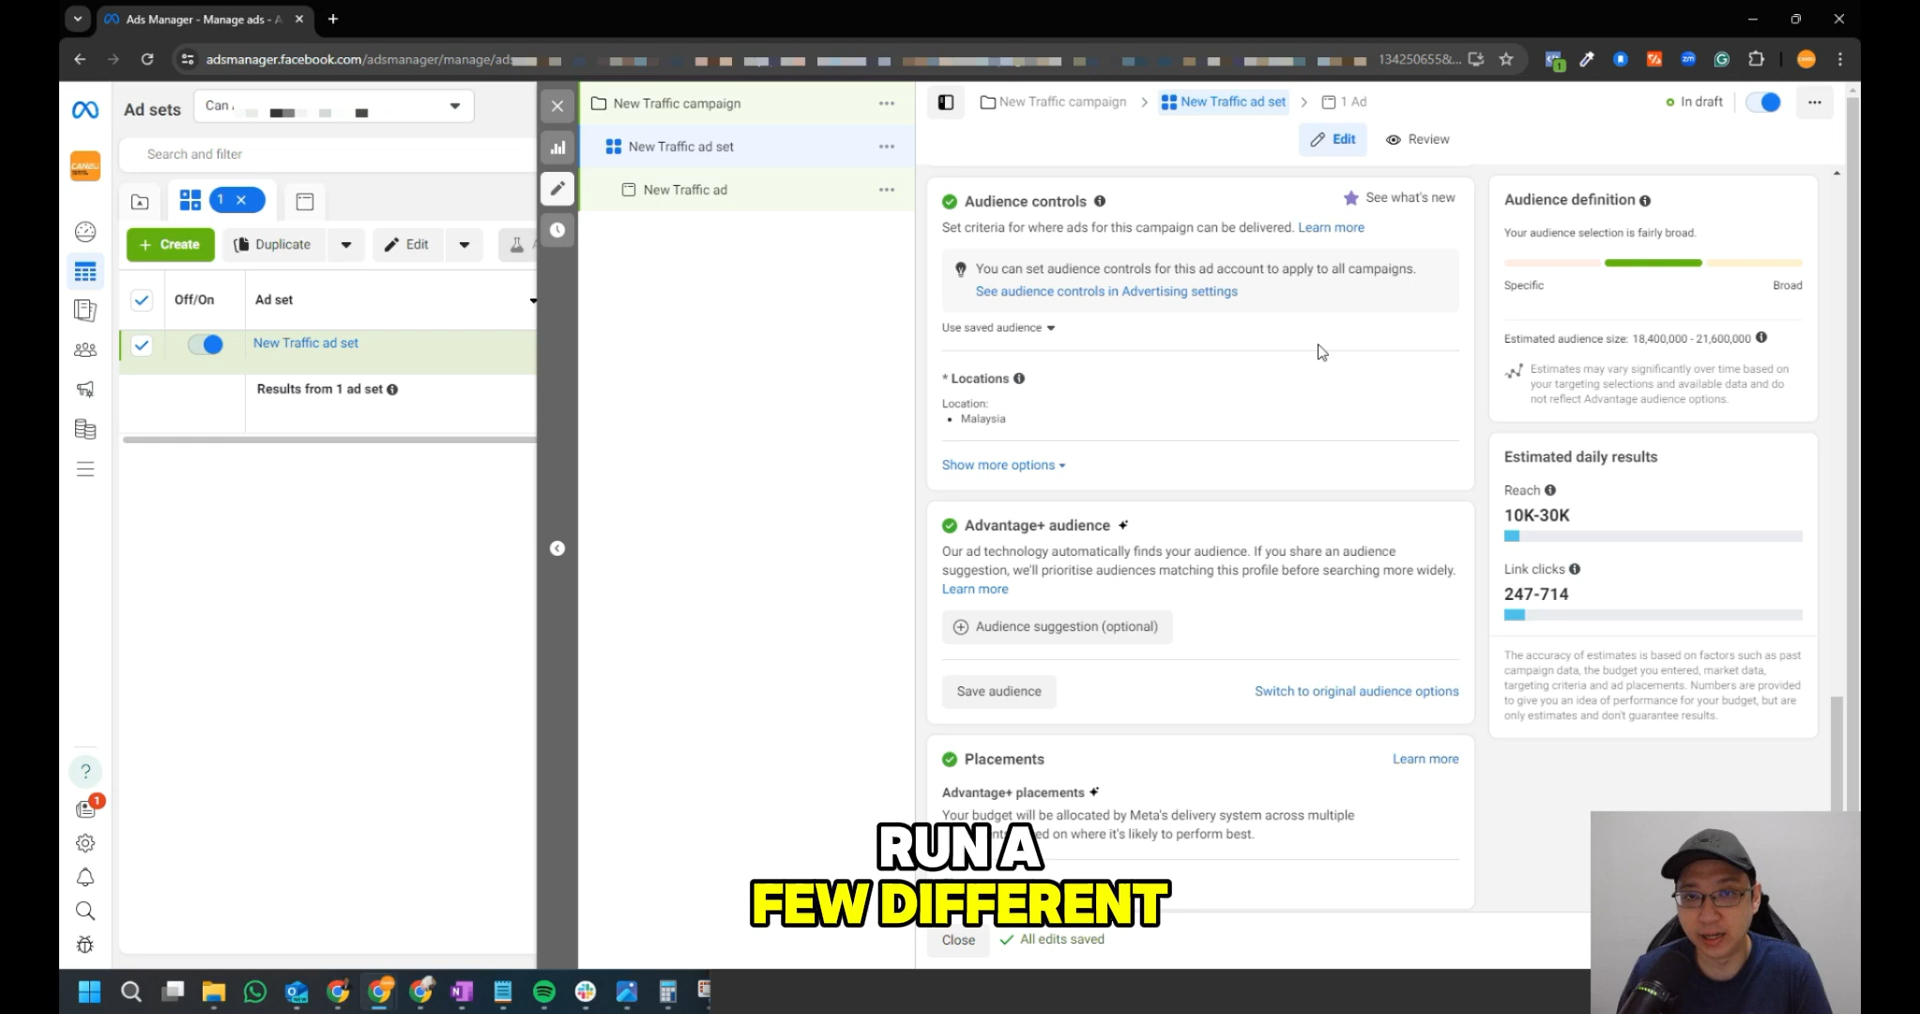 Ads Manager - Manage ads - A
adsmanager.facebook.com/adsmanager/manage/ads
134250655&...
Ad sets
Can
Search and filter
1
Create
Duplicate
Edit
A
Off/On
Ad set
New Traffic ad set
Results from 1 ad set
New Traffic campaign
New Traffic ad set
New Traffic ad
New Traffic campaign
New Traffic ad set
1 Ad
In draft
Edit
Review
Audience controls
See what's new
Set criteria for where ads for this campaign can be delivered. Learn more
You can set audience controls for this ad account to apply to all campaigns.
See audience controls in Advertising settings
Use saved audience
* Locations
Location:
• Malaysia
Show more options
Advantage+ audience
Our ad technology automatically finds your audience. If you share an audience
suggestion, we'll prioritise audiences matching this profile before searching more widely.
Learn more
Audience suggestion (optional)
Save audience
Switch to original audience options
Placements
Learn more
Advantage+ placements
Your budget will be allocated by Meta's delivery system across multiple
on where it's likely to perform best.
RUN A
FEW DIFFERENT
Close
All edits saved
Audience definition
Your audience selection is fairly broad.
Specific
Broad
Estimated audience size: 18,400,000 - 21,600,000
Estimates may vary significantly over time based on
your targeting selections and available data and do
not reflect Advantage audience options.
Estimated daily results
Reach
10K-30K
Link clicks
247-714
The accuracy of estimates is based on factors such as past
campaign data, the budget you entered, market data,
targeting criteria and ad placements. Numbers are provided
to give you an idea of performance for your budget, but are
only estimates and don't guarantee results.
1